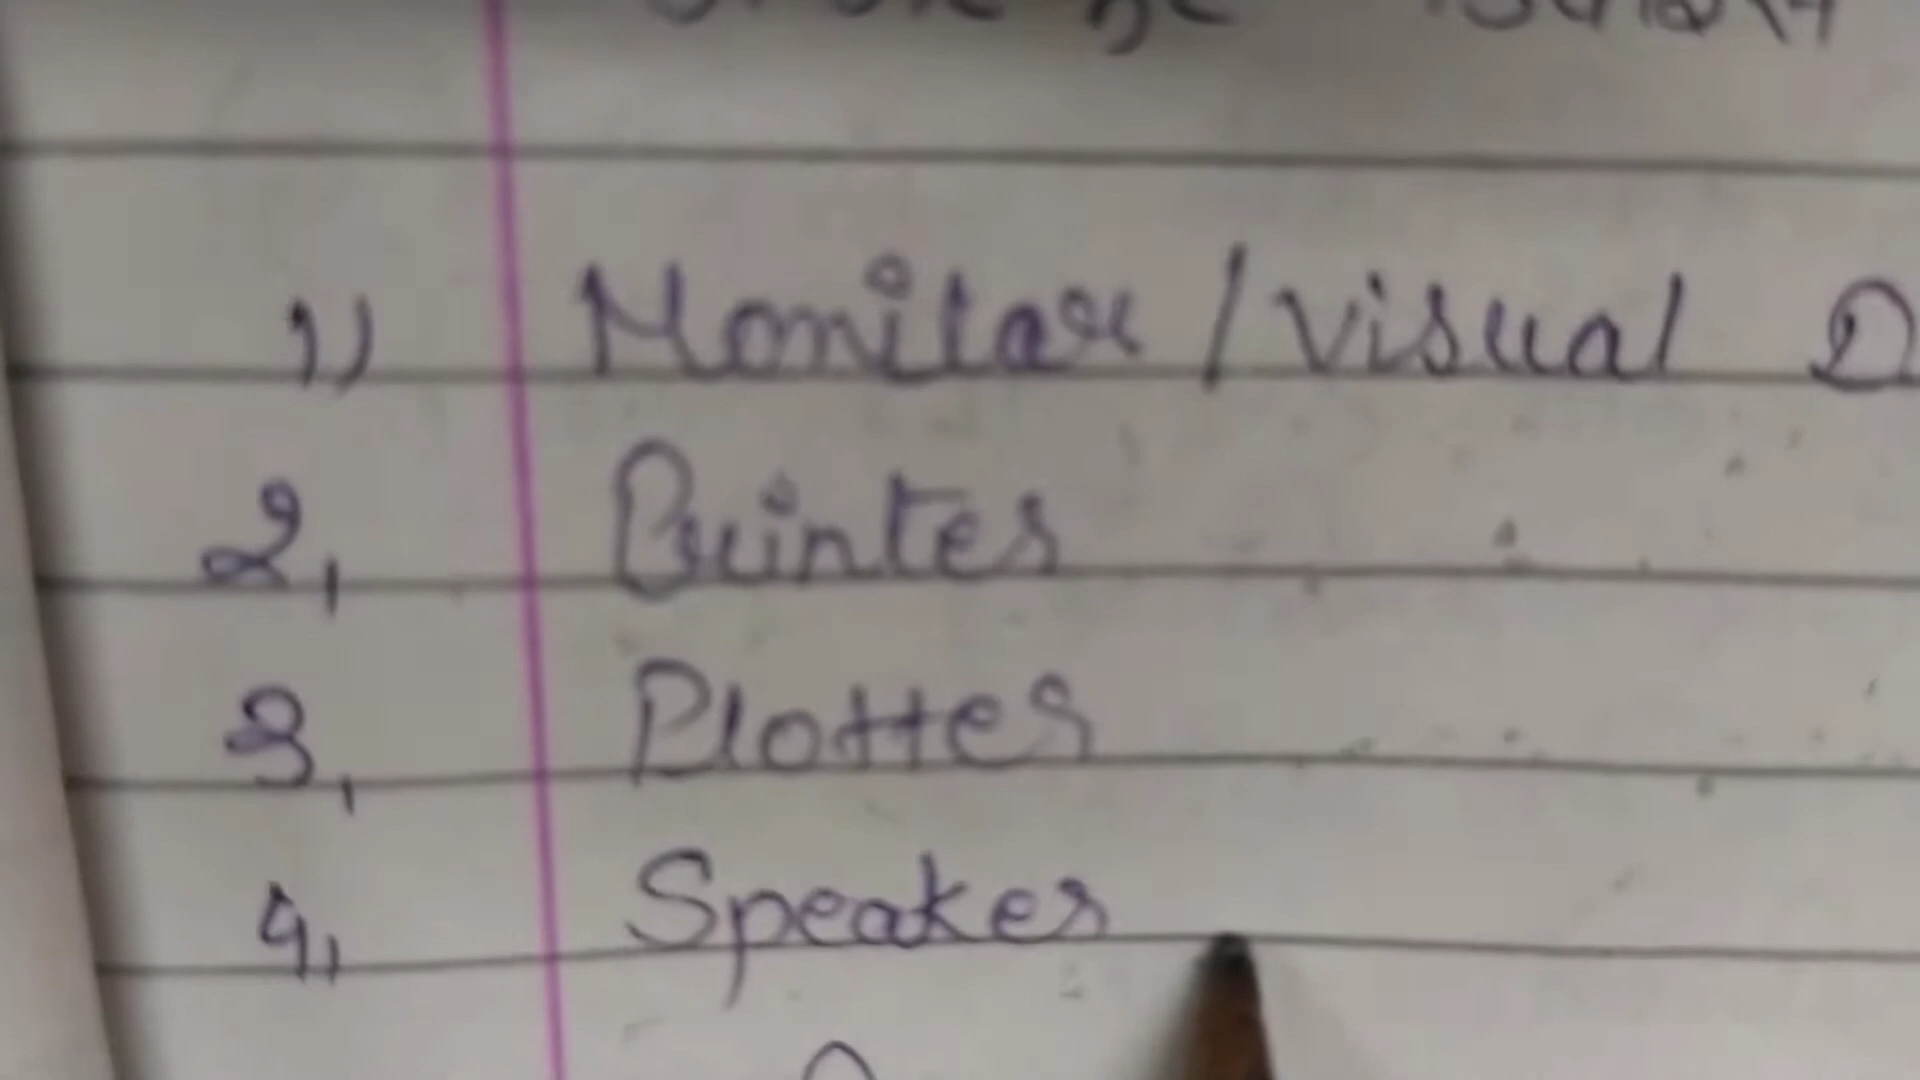 1) Monitor / Visual D
2, Printer
3, Plotter
4, Speaker